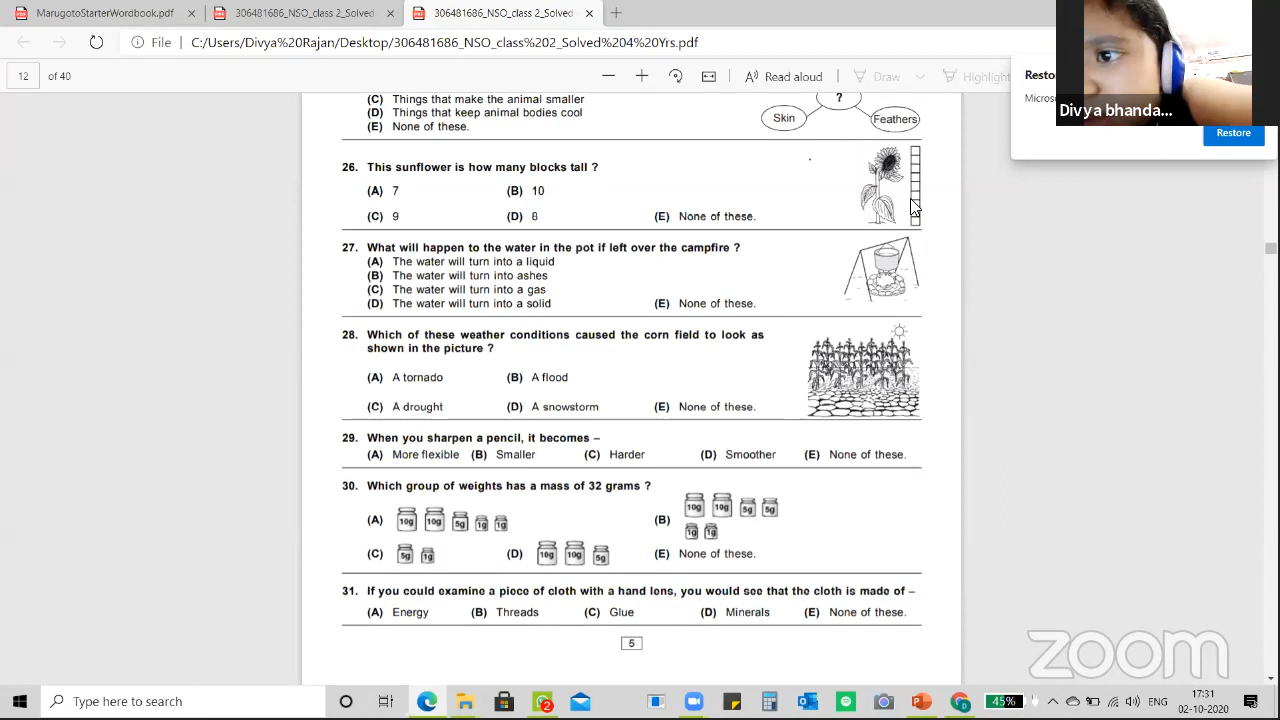 MarugotoStarterWordbook.pdf
306481686_NSO_class 2_Solved
306481686_NSO_class 2_Solved
File C:/Users/Divya%20Rajan/Desktop/306481686_NSO_class%202_Solved%204%20Yrs.pdf
12 of 40
Read aloud Draw Highlight
Divya bhanda...
Restore
(C) Things that make the animal smaller
(D) Things that keep animal bodies cool
(E) None of these.
?
Skin
Feathers
26. This sunflower is how many blocks tall ?
(A) 7 (B) 10
(C) 9 (D) 8 (E) None of these.
27. What will happen to the water in the pot if left over the campfire ?
(A) The water will turn into a liquid
(B) The water will turn into ashes
(C) The water will turn into a gas
(D) The water will turn into a solid (E) None of these.
28. Which of these weather conditions caused the corn field to look as
shown in the picture ?
(A) A tornado (B) A flood
(C) A drought (D) A snowstorm (E) None of these.
29. When you sharpen a pencil, it becomes –
(A) More flexible (B) Smaller (C) Harder (D) Smoother (E) None of these.
30. Which group of weights has a mass of 32 grams ?
(A) 10g 10g 5g 1g 1g
(B) 10g 10g 5g 5g
1g 1g
(C) 5g 1g (D) 10g 10g 5g (E) None of these.
31. If you could examine a piece of cloth with a hand lens, you would see that the cloth is made of –
(A) Energy (B) Threads (C) Glue (D) Minerals (E) None of these.
5
zoom
Type here to search
2
45%
ENG
17:31
02-10-2020